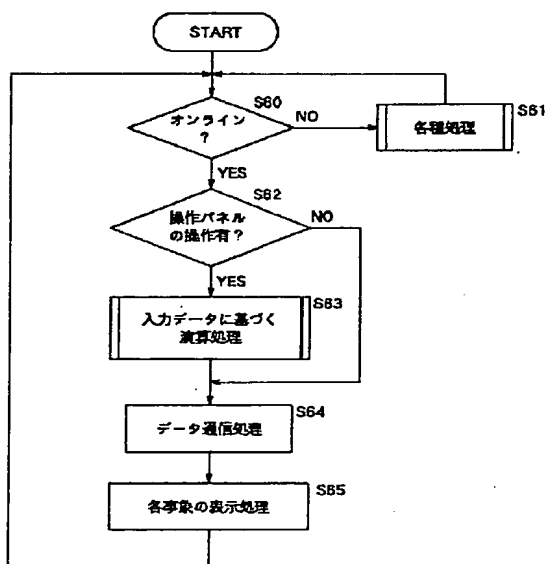 START
S60
オンライン
?
NO
各種処理
S61
YES
S62
操作パネル
の操作有?
NO
YES
S63
入力データに基づく
演算処理
S64
データ通信処理
S65
各事象の表示処理